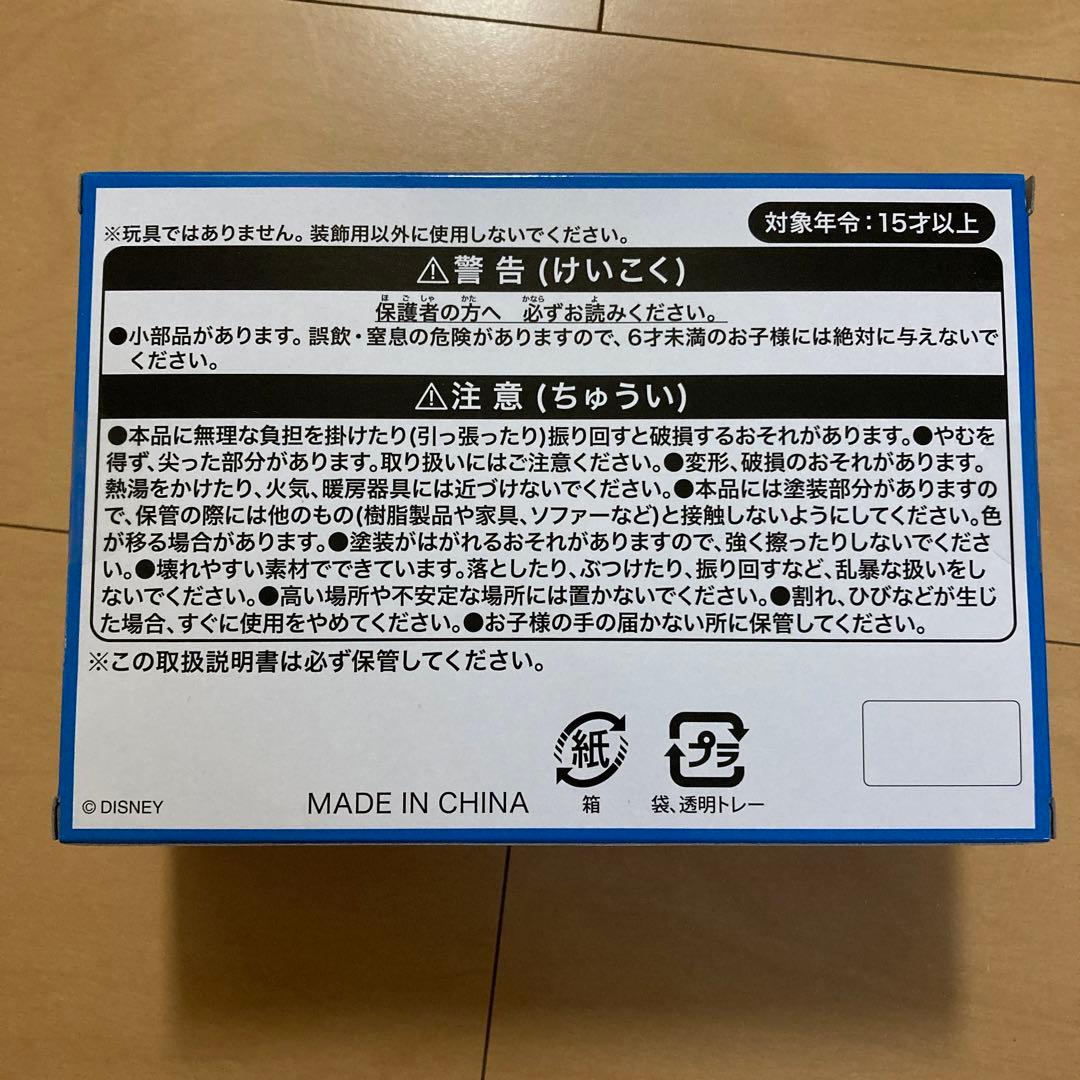 対象年令：15才以上
※玩具ではありません。装飾用以外に使用しないでください。
⚠警告(けいこく)
保護者の方へ 必ずお読みください。
●小部品があります。誤飲・窒息の危険がありますので、6才未満のお子様には絶対に与えないで
ください。
⚠注意(ちゅうい)
●本品に無理な負担を掛けたり(引っ張ったり)振り回すと破損するおそれがあります。●やむを
得ず、尖った部分があります。取り扱いにはご注意ください。●変形、破損のおそれがあります。
熱湯をかけたり、火気、暖房器具には近づけないでください。●本品には塗装部分がありますの
で、保管の際には他のもの(樹脂製品や家具、ソファーなど)と接触しないようにしてください。色
が移る場合があります。●塗装がはがれるおそれがありますので、強く擦ったりしないでくださ
い。●壊れやすい素材でできています。落としたり、ぶつけたり、振り回すなど、乱暴な扱いをし
ないでください。●高い場所や不安定な場所には置かないでください。●割れ、ひびなどが生じ
た場合、すぐに使用をやめてください。●お子様の手の届かない所に保管してください。
※この取扱説明書は必ず保管してください。
紙
プラ
箱
袋、透明トレー
© DISNEY
MADE IN CHINA